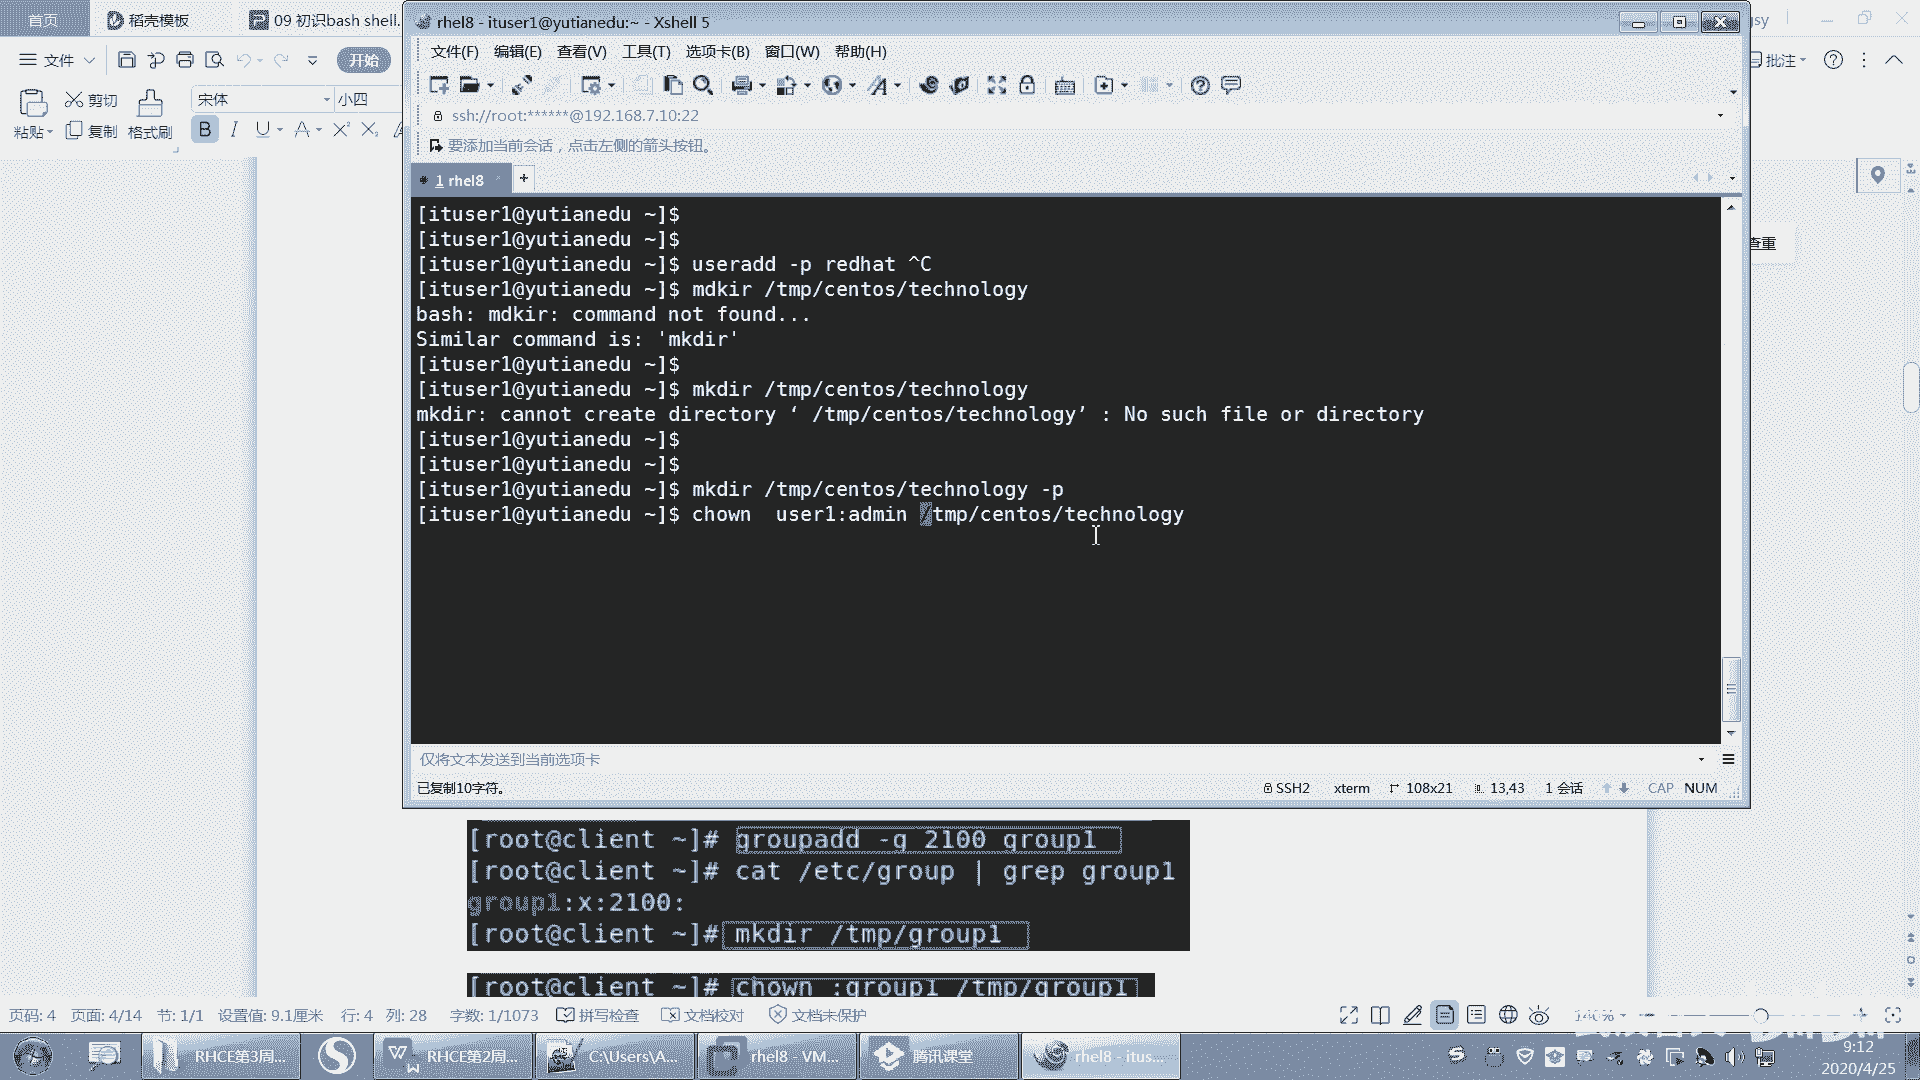 首页
稻壳模板
09 初识bash shell.
rhel8 - ituser1@yutianedu:~ - Xshell 5
文件
开始
文件(F) 编辑(E) 查看(V) 工具(T) 选项卡(B) 窗口(W) 帮助(H)
批注
粘贴
剪切
复制
格式刷
宋体
小四
ssh://root:******@192.168.7.10:22
要添加当前会话，点击左侧的箭头按钮。
1 rhel8
查重
[ituser1@yutianedu ~]$
[ituser1@yutianedu ~]$
[ituser1@yutianedu ~]$ useradd -p redhat ^C
[ituser1@yutianedu ~]$ mdkir /tmp/centos/technology
bash: mdkir: command not found...
Similar command is: 'mkdir'
[ituser1@yutianedu ~]$
[ituser1@yutianedu ~]$ mkdir /tmp/centos/technology
mkdir: cannot create directory ‘ /tmp/centos/technology’ : No such file or directory
[ituser1@yutianedu ~]$
[ituser1@yutianedu ~]$
[ituser1@yutianedu ~]$ mkdir /tmp/centos/technology -p
[ituser1@yutianedu ~]$ chown  user1:admin /tmp/centos/technology
仅将文本发送到当前选项卡
已复制10字符。
SSH2 xterm 108x21 13,43 1 会话 CAP NUM
[root@client ~]# groupadd -g 2100 group1
[root@client ~]# cat /etc/group | grep group1
group1:x:2100:
[root@client ~]# mkdir /tmp/group1
[root@client ~]# chown :group1 /tmp/group1
页码: 4 页面: 4/14 节: 1/1 设置值: 9.1厘米 行: 4 列: 28 字数: 1/1073 拼写检查 文档校对 文档未保护 140%
RHCE第3周...
RHCE第2周...
C:\Users\A...
rhel8 - VM...
腾讯课堂
rhel8 - itus...
9:12
2020/4/25